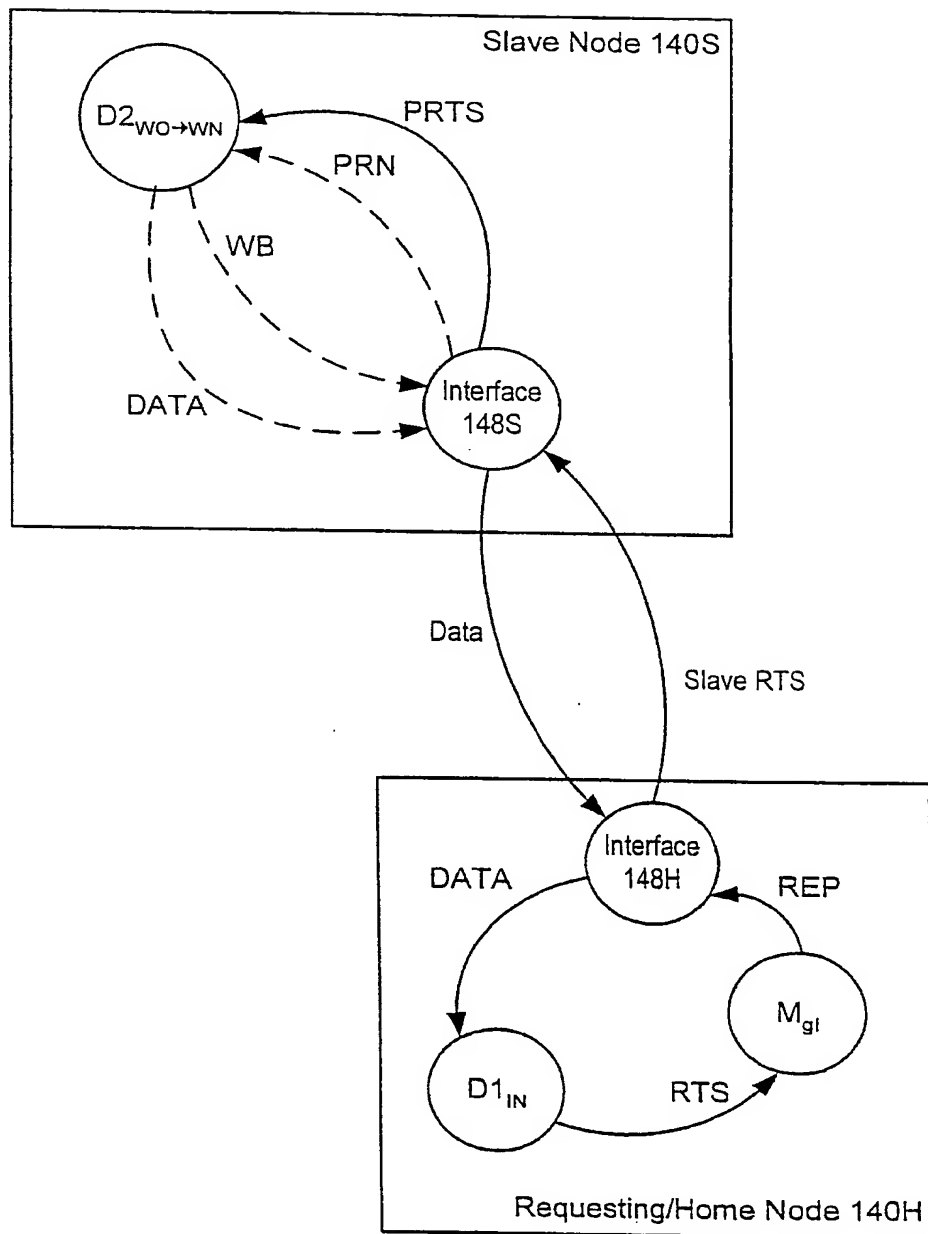 Slave Node 140S
D2WO→WN
PRTS
PRN
WB
DATA
Interface
148S
Data
Slave RTS
Interface
148H
DATA
REP
MgI
D1IN
RTS
Requesting/Home Node 140H